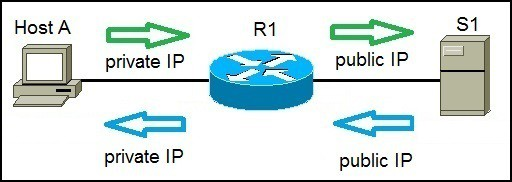 Host A
R1
S1
private IP
public IP
private IP
public IP